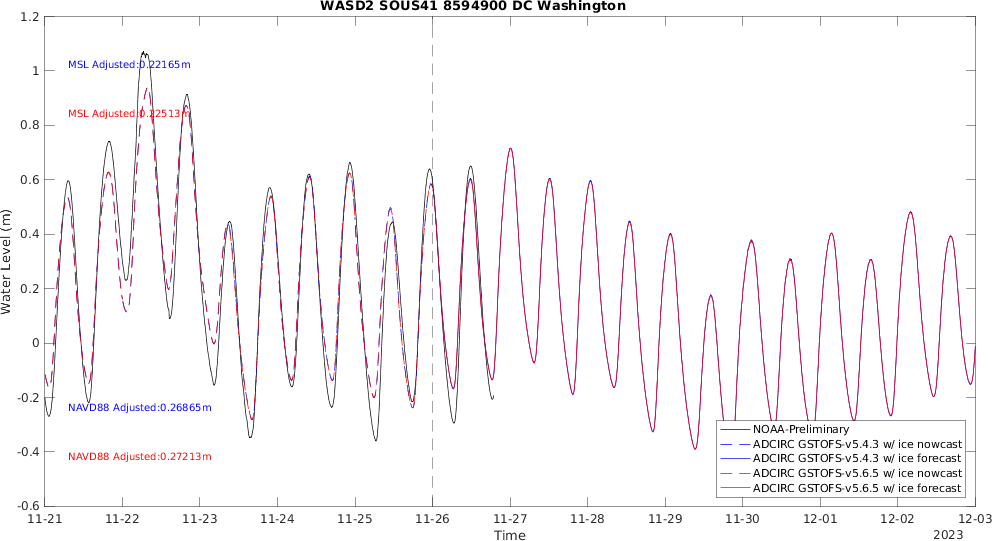 WASD2 SOUS41 8594900 DC Washington
1.2
1
0.8
0.6
0.4
0.2
0
-0.2
-0.4
-0.6
Water Level (m)
MSL Adjusted:0.22165m
MSL Adjusted:0.22513m
NAVD88 Adjusted:0.26865m
NAVD88 Adjusted:0.27213m
NOAA-Preliminary
ADCIRC GSTOFS-v5.4.3 w/ ice nowcast
ADCIRC GSTOFS-v5.4.3 w/ ice forecast
ADCIRC GSTOFS-v5.6.5 w/ ice nowcast
ADCIRC GSTOFS-v5.6.5 w/ ice forecast
11-21 11-22 11-23 11-24 11-25 11-26 11-27 11-28 11-29 11-30 12-01 12-02 12-03
Time
2023